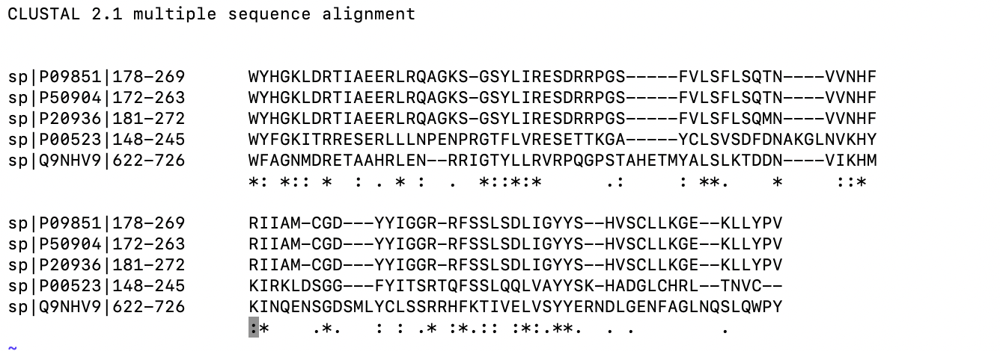 CLUSTAL 2.1 multiple sequence alignment
sp|P09851|178-269      WYHGKLDRTIAEERLRQAGKS-GSYLIRESDRRPGS-----FVLSFLSQTN----VVNHF
sp|P50904|172-263      WYHGKLDRTIAEERLRQAGKS-GSYLIRESDRRPGS-----FVLSFLSQTN----VVNHF
sp|P20936|181-272      WYHGKLDRTIAEERLRQAGKS-GSYLIRESDRRPGS-----FVLSFLSQMN----VVNHF
sp|P00523|148-245      WYFGKITRRESERLLLNPENPRGTFLVRESETTKGA-----YCLSVSDFDNAKGLNVKHY
sp|Q9NHV9|622-726      WFAGNMDRETAAHRLEN--RRIGTYLLRVRPQGPSTAHETMYALSLKTDDN----VIKHM
                       *: *:: *  : . * :  .  *::*:*      .:     : **.    *     ::*
sp|P09851|178-269      RIIAM-CGD---YYIGGR-RFSSLSDLIGYYS--HVSCLLKGE--KLLYPV
sp|P50904|172-263      RIIAM-CGD---YYIGGR-RFSSLSDLIGYYS--HVSCLLKGE--KLLYPV
sp|P20936|181-272      RIIAM-CGD---YYIGGR-RFSSLSDLIGYYS--HVSCLLKGE--KLLYPV
sp|P00523|148-245      KIRKLDSGG---FYITSRTQFSSLQQLVAYYSK-HADGLCHRL--TNVC--
sp|Q9NHV9|622-726      KINQENSGDSMLYCLSSRRHFKTIVELVSYYERNDLGENFAGLNQSLQWPY
                       :*    .*.   : : .* :*.:: :*:.**.  . .        .
~